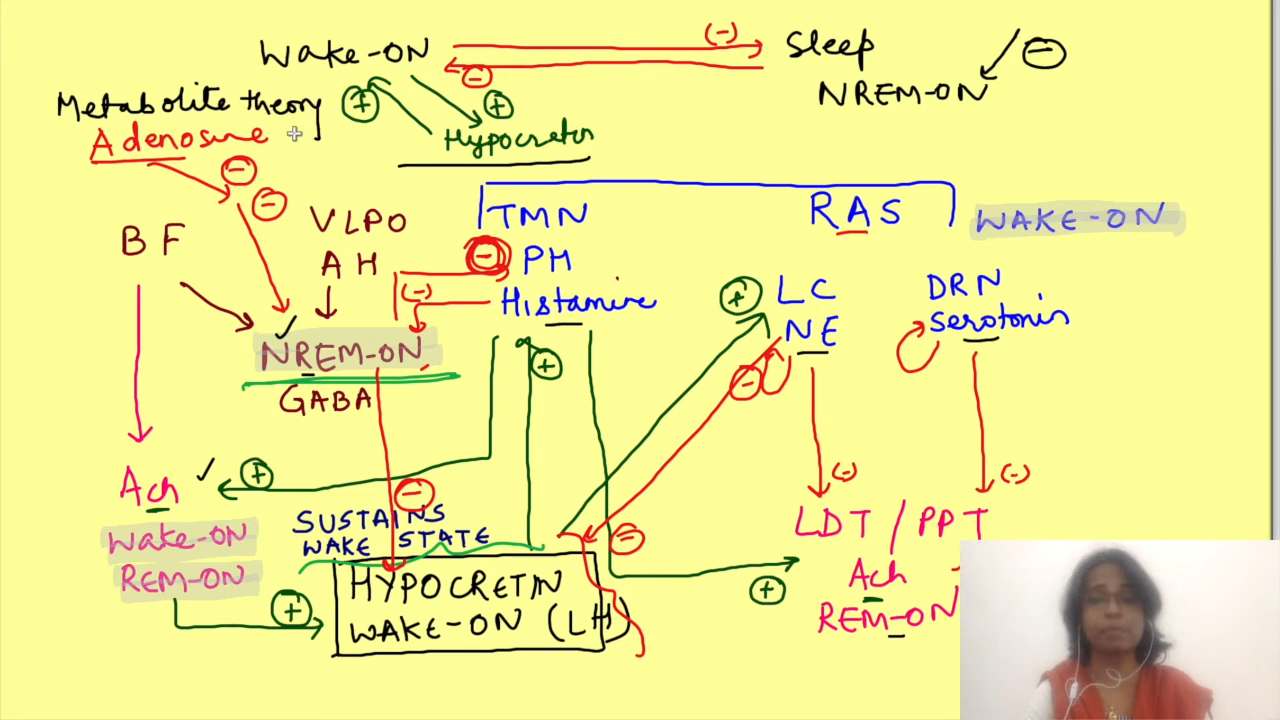 Wake-ON (-) Sleep
⊖ NREM-ON ⊖
Metabolite theory ⊕ ⊕
Adenosine + Hypocretin
⊖
⊖
BF VLPO TMN RAS WAKE-ON
AH ⊖ PH
(-) Histamine ⊕ LC DRN
NE Serotonin
NREM-ON ⊕
GABA ⊖
Ach ✓ ⊕ ⊖ (-) (-)
Wake-ON SUSTAINS LDT / PPT
REM-ON WAKE STATE ⊖ Ach
⊕ HYPOCRETIN ⊕ REM-ON
WAKE-ON (LH)